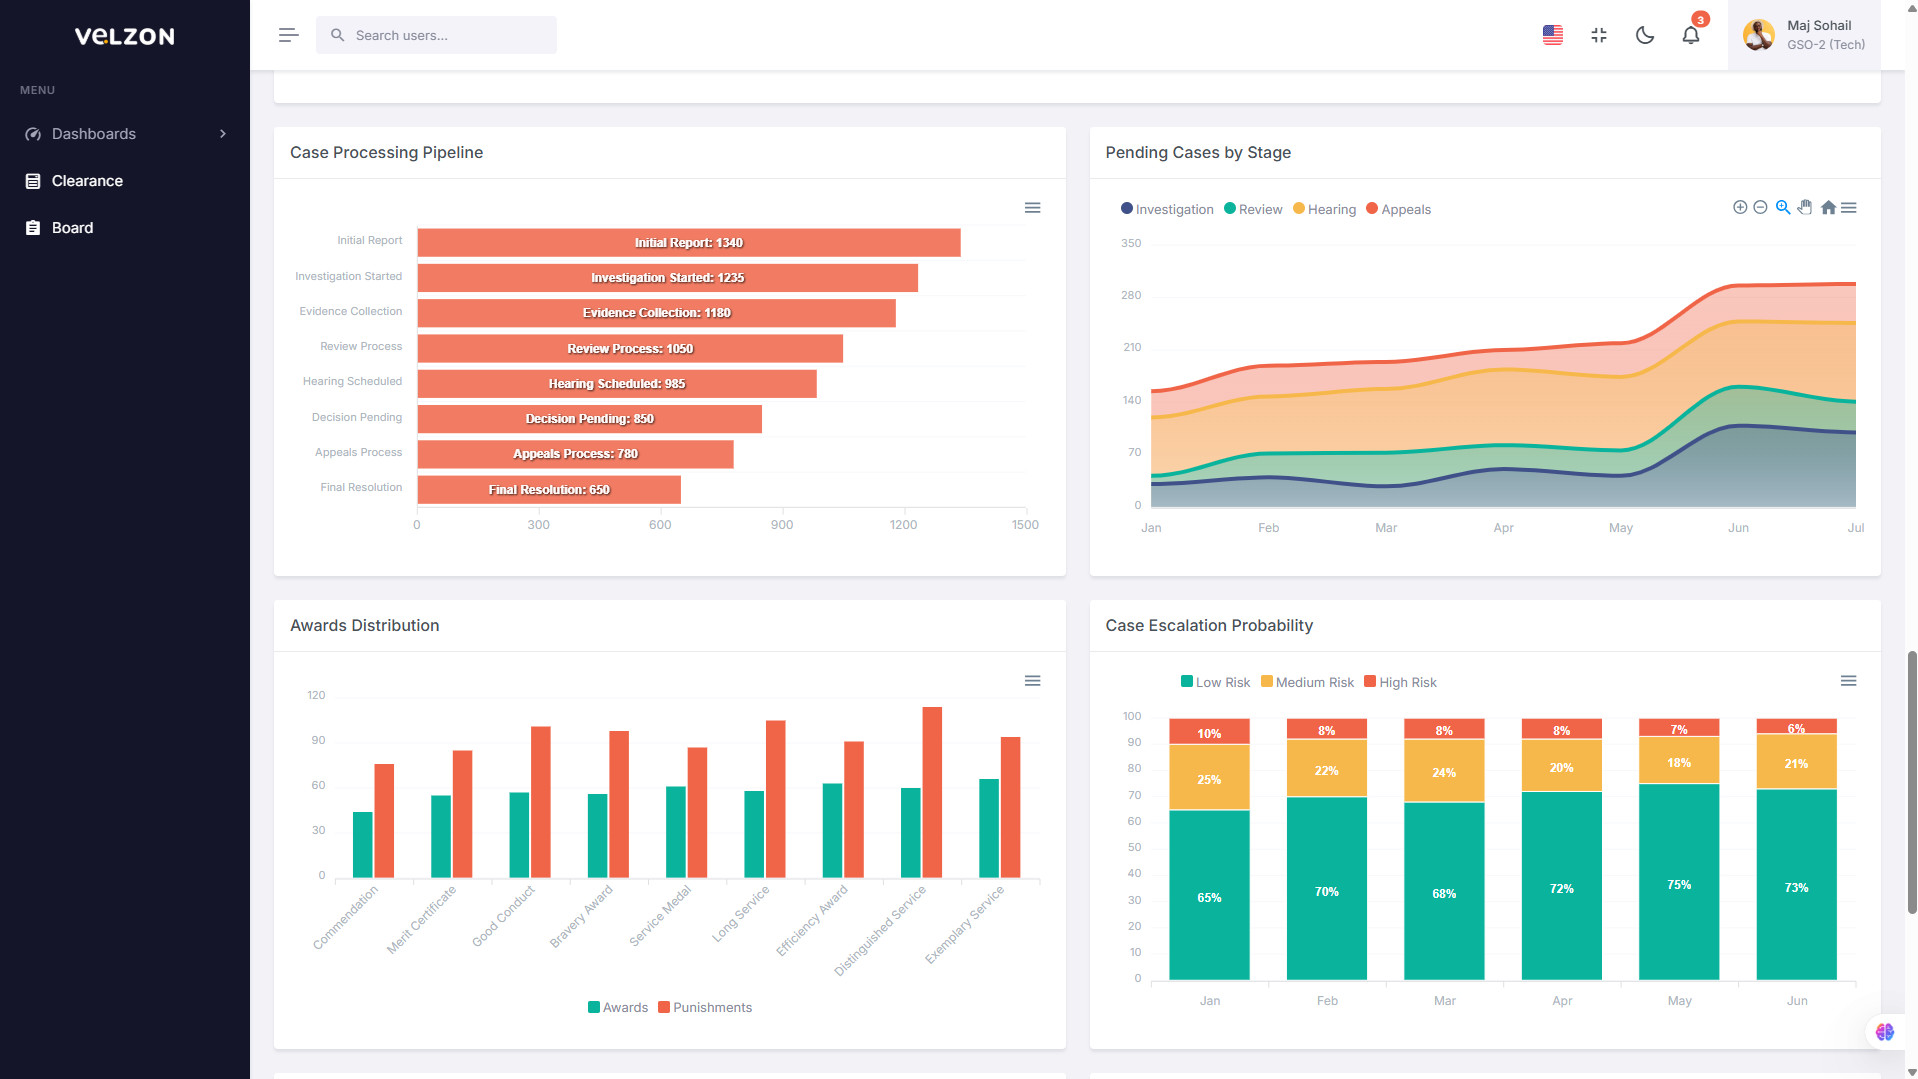 VELZON
MENU
Dashboards
Clearance
Board
Search users...
3
Maj Sohail
GSO-2 (Tech)
Case Processing Pipeline
Initial Report
Investigation Started
Evidence Collection
Review Process
Hearing Scheduled
Decision Pending
Appeals Process
Final Resolution
Initial Report: 1340
Investigation Started: 1235
Evidence Collection: 1180
Review Process: 1050
Hearing Scheduled: 985
Decision Pending: 850
Appeals Process: 780
Final Resolution: 650
0 300 600 900 1200 1500
Pending Cases by Stage
Investigation Review Hearing Appeals
350
280
210
140
70
0
Jan Feb Mar Apr May Jun Jul
Awards Distribution
120
90
60
30
0
Commendation
Merit Certificate
Good Conduct
Bravery Award
Service Medal
Long Service
Efficiency Award
Distinguished Service
Exemplary Service
Awards Punishments
Case Escalation Probability
Low Risk Medium Risk High Risk
100
90
80
70
60
50
40
30
20
10
0
10% 8% 8% 8% 7% 6%
25% 22% 24% 20% 18% 21%
65% 70% 68% 72% 75% 73%
Jan Feb Mar Apr May Jun